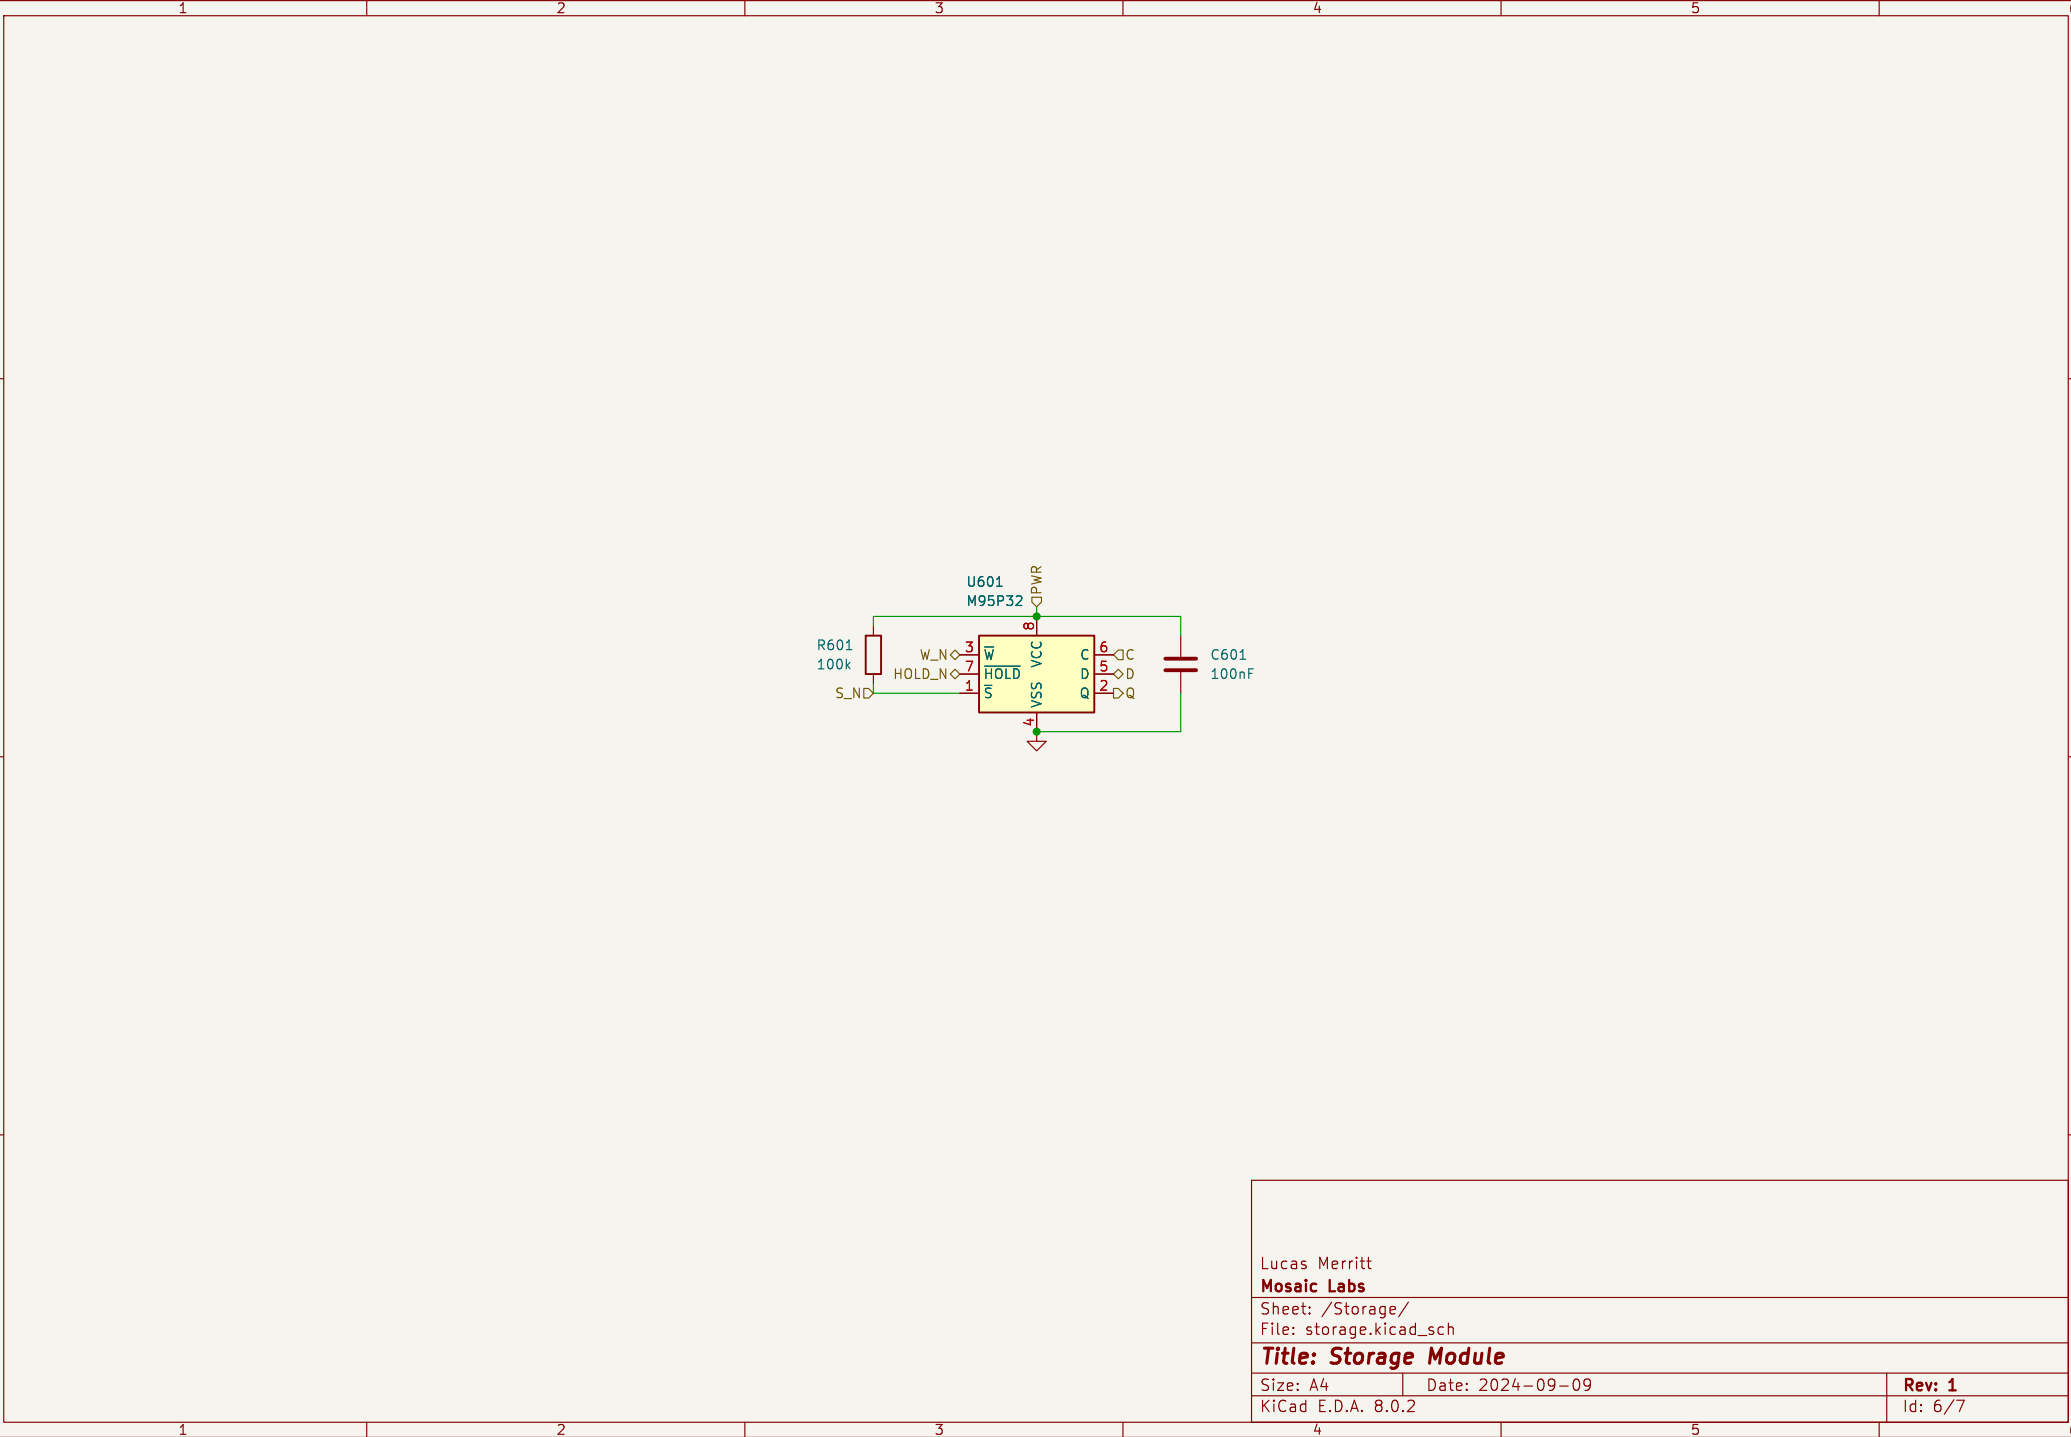 1 2 3 4 5
PWR
U601
M95P32
8
R601
100k
W_N 3 W VCC C 6 C
HOLD_N 7 HOLD D 5 D
S_N 1 S VSS Q 2 Q
4
C601
100nF
Lucas Merritt
Mosaic Labs
Sheet: /Storage/
File: storage.kicad_sch
Title: Storage Module
Size: A4 Date: 2024-09-09 Rev: 1
KiCad E.D.A. 8.0.2 Id: 6/7
1 2 3 4 5